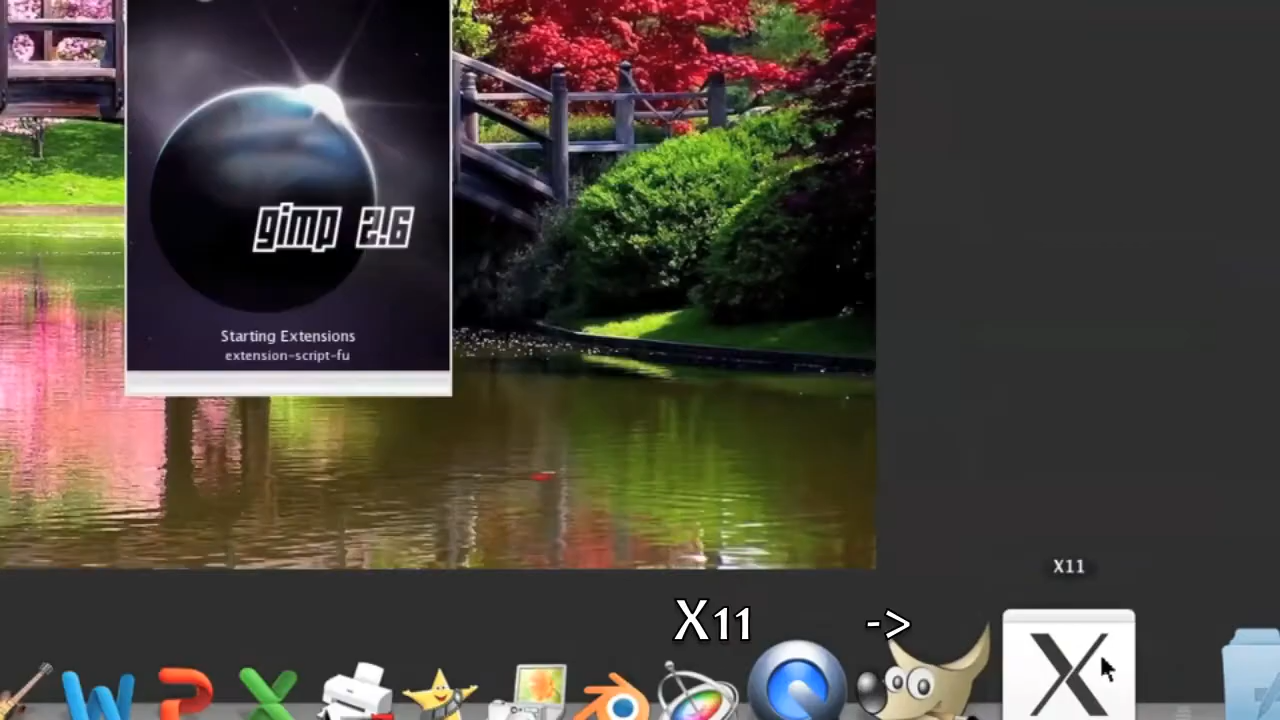 gimp 2.6
Starting Extensions
extension-script-fu
X11
X11 ->